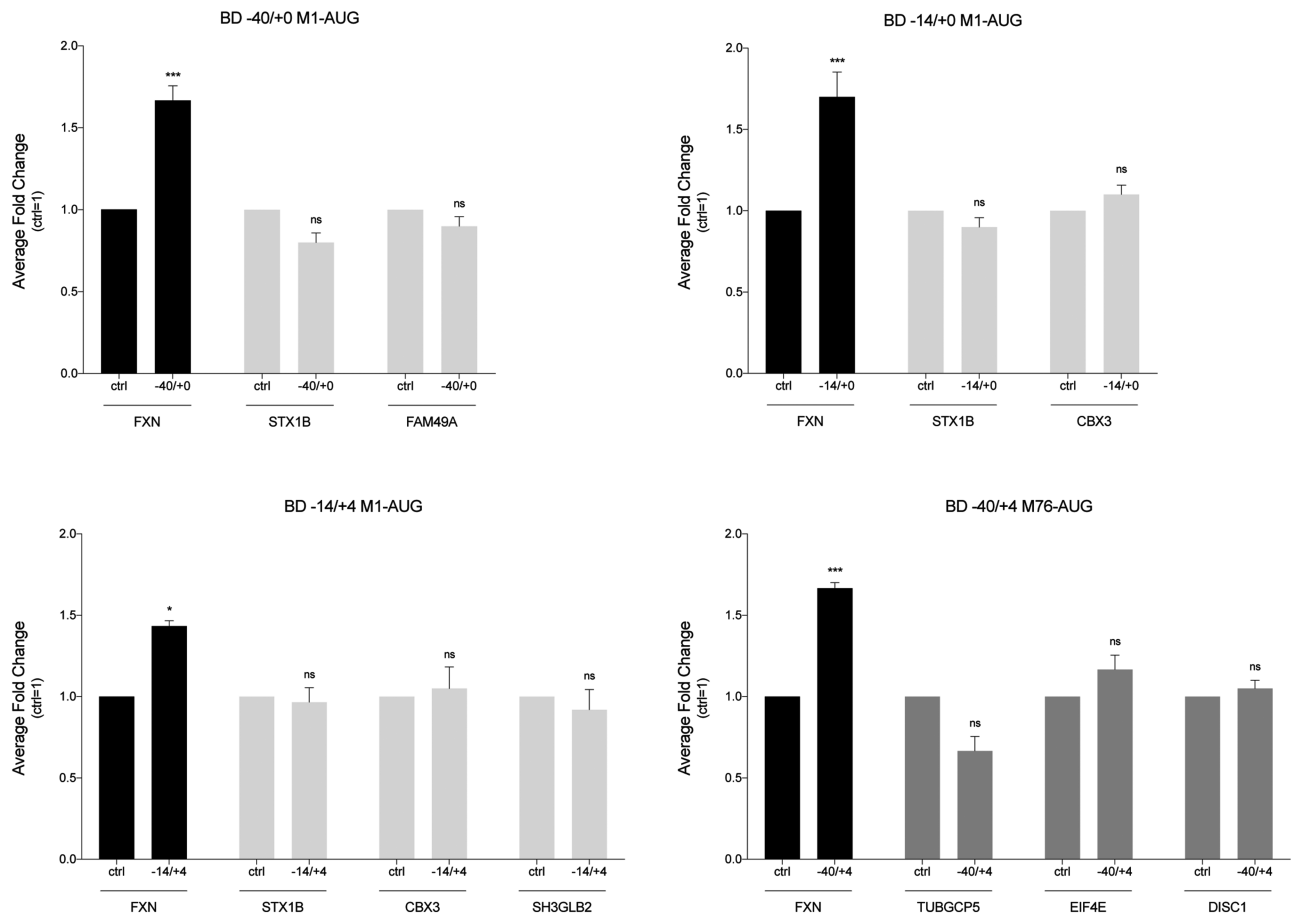 BD -40/+0 M1-AUG
Average Fold Change
(ctrl=1)
2.0
1.5
1.0
0.5
0.0
***
ns
ns
ctrl -40/+0 ctrl -40/+0 ctrl -40/+0
FXN STX1B FAM49A
BD -14/+0 M1-AUG
Average Fold Change
(ctrl=1)
2.0
1.5
1.0
0.5
0.0
***
ns
ns
ctrl -14/+0 ctrl -14/+0 ctrl -14/+0
FXN STX1B CBX3
BD -14/+4 M1-AUG
Average Fold Change
(ctrl=1)
2.0
1.5
1.0
0.5
0.0
*
ns
ns
ns
ctrl -14/+4 ctrl -14/+4 ctrl -14/+4 ctrl -14/+4
FXN STX1B CBX3 SH3GLB2
BD -40/+4 M76-AUG
Average Fold Change
(ctrl=1)
2.0
1.5
1.0
0.5
0.0
***
ns
ns
ns
ctrl -40/+4 ctrl -40/+4 ctrl -40/+4 ctrl -40/+4
FXN TUBGCP5 EIF4E DISC1